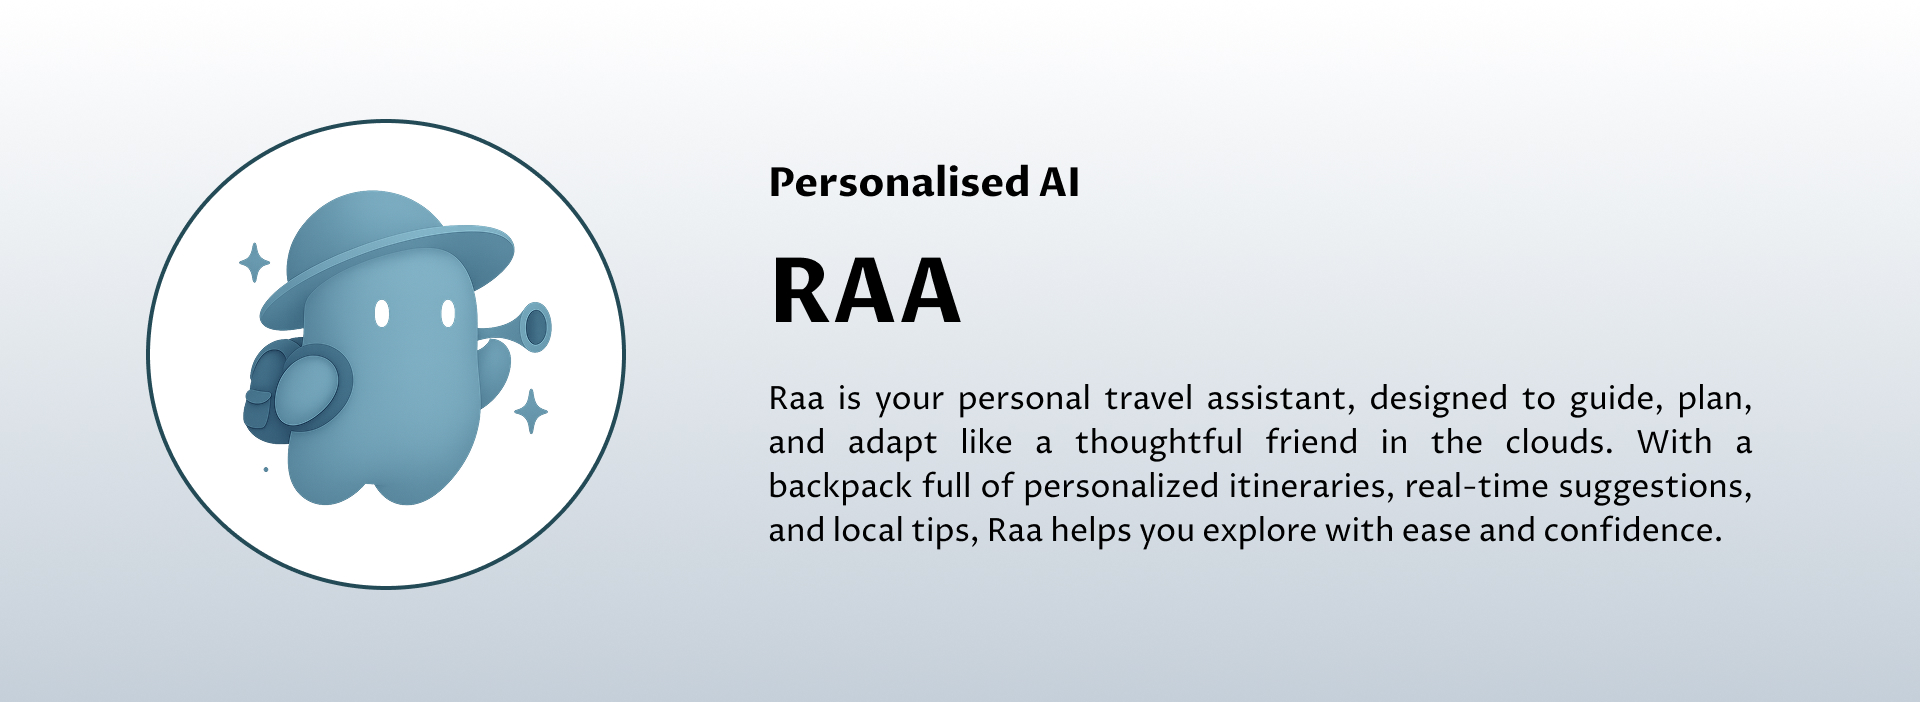 Personalised AI
RAA
Raa is your personal travel assistant, designed to guide, plan,
and adapt like a thoughtful friend in the clouds. With a
backpack full of personalized itineraries, real-time suggestions,
and local tips, Raa helps you explore with ease and confidence.